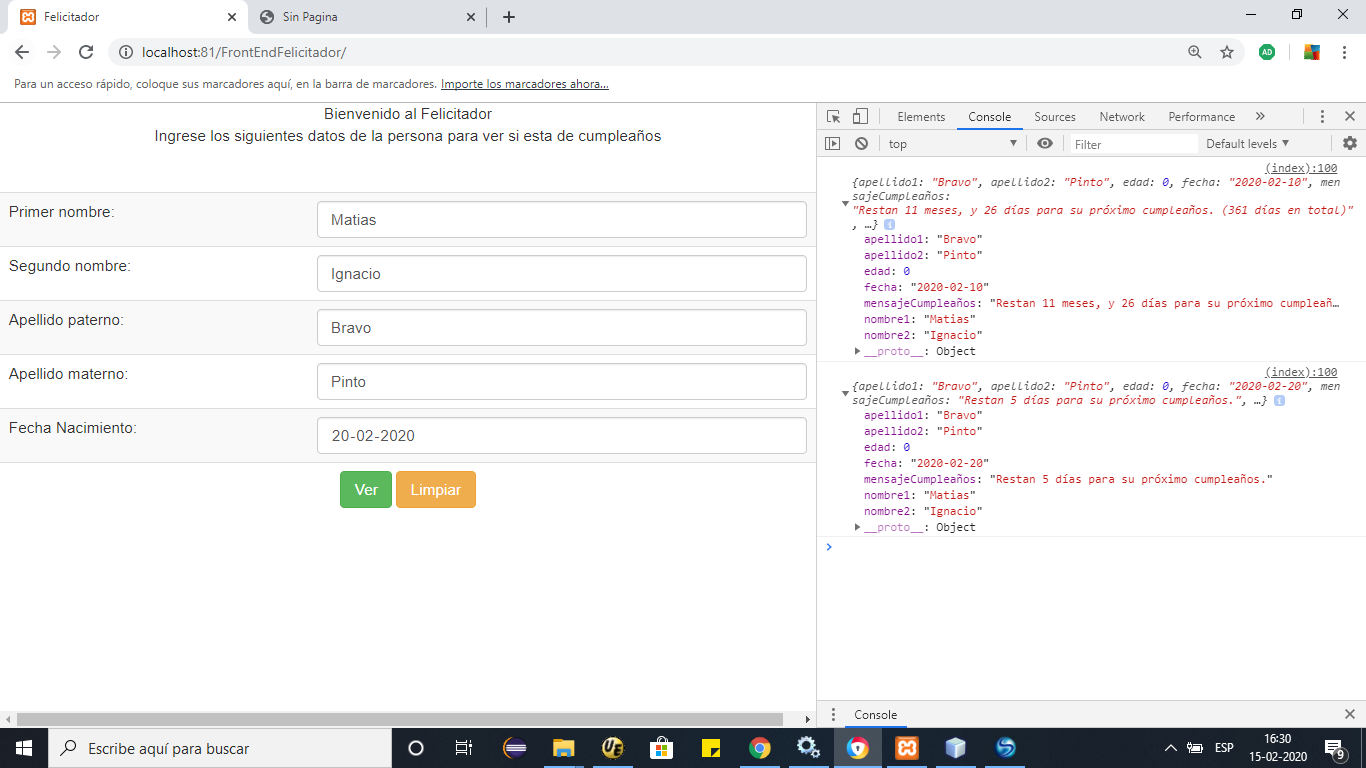 Felicitador
Sin Pagina
localhost:81/FrontEndFelicitador/
AD
Para un acceso rápido, coloque sus marcadores aquí, en la barra de marcadores. Importe los marcadores ahora...
Bienvenido al Felicitador
Ingrese los siguientes datos de la persona para ver si esta de cumpleaños
Primer nombre:
Matias
Segundo nombre:
Ignacio
Apellido paterno:
Bravo
Apellido materno:
Pinto
Fecha Nacimiento:
20-02-2020
Ver
Limpiar
Elements
Console
Sources
Network
Performance
»
top
Filter
Default levels
(index):100
{apellido1: "Bravo", apellido2: "Pinto", edad: 0, fecha: "2020-02-10", men
sajeCumpleaños:
"Restan 11 meses, y 26 días para su próximo cumpleaños. (361 días en total)"
, …}
apellido1: "Bravo"
apellido2: "Pinto"
edad: 0
fecha: "2020-02-10"
mensajeCumpleaños: "Restan 11 meses, y 26 días para su próximo cumpleañ…
nombre1: "Matias"
nombre2: "Ignacio"
__proto__: Object
(index):100
{apellido1: "Bravo", apellido2: "Pinto", edad: 0, fecha: "2020-02-20", men
sajeCumpleaños: "Restan 5 días para su próximo cumpleaños.", …}
apellido1: "Bravo"
apellido2: "Pinto"
edad: 0
fecha: "2020-02-20"
mensajeCumpleaños: "Restan 5 días para su próximo cumpleaños."
nombre1: "Matias"
nombre2: "Ignacio"
__proto__: Object
Console
Escribe aquí para buscar
UE
ESP
16:30
15-02-2020
9